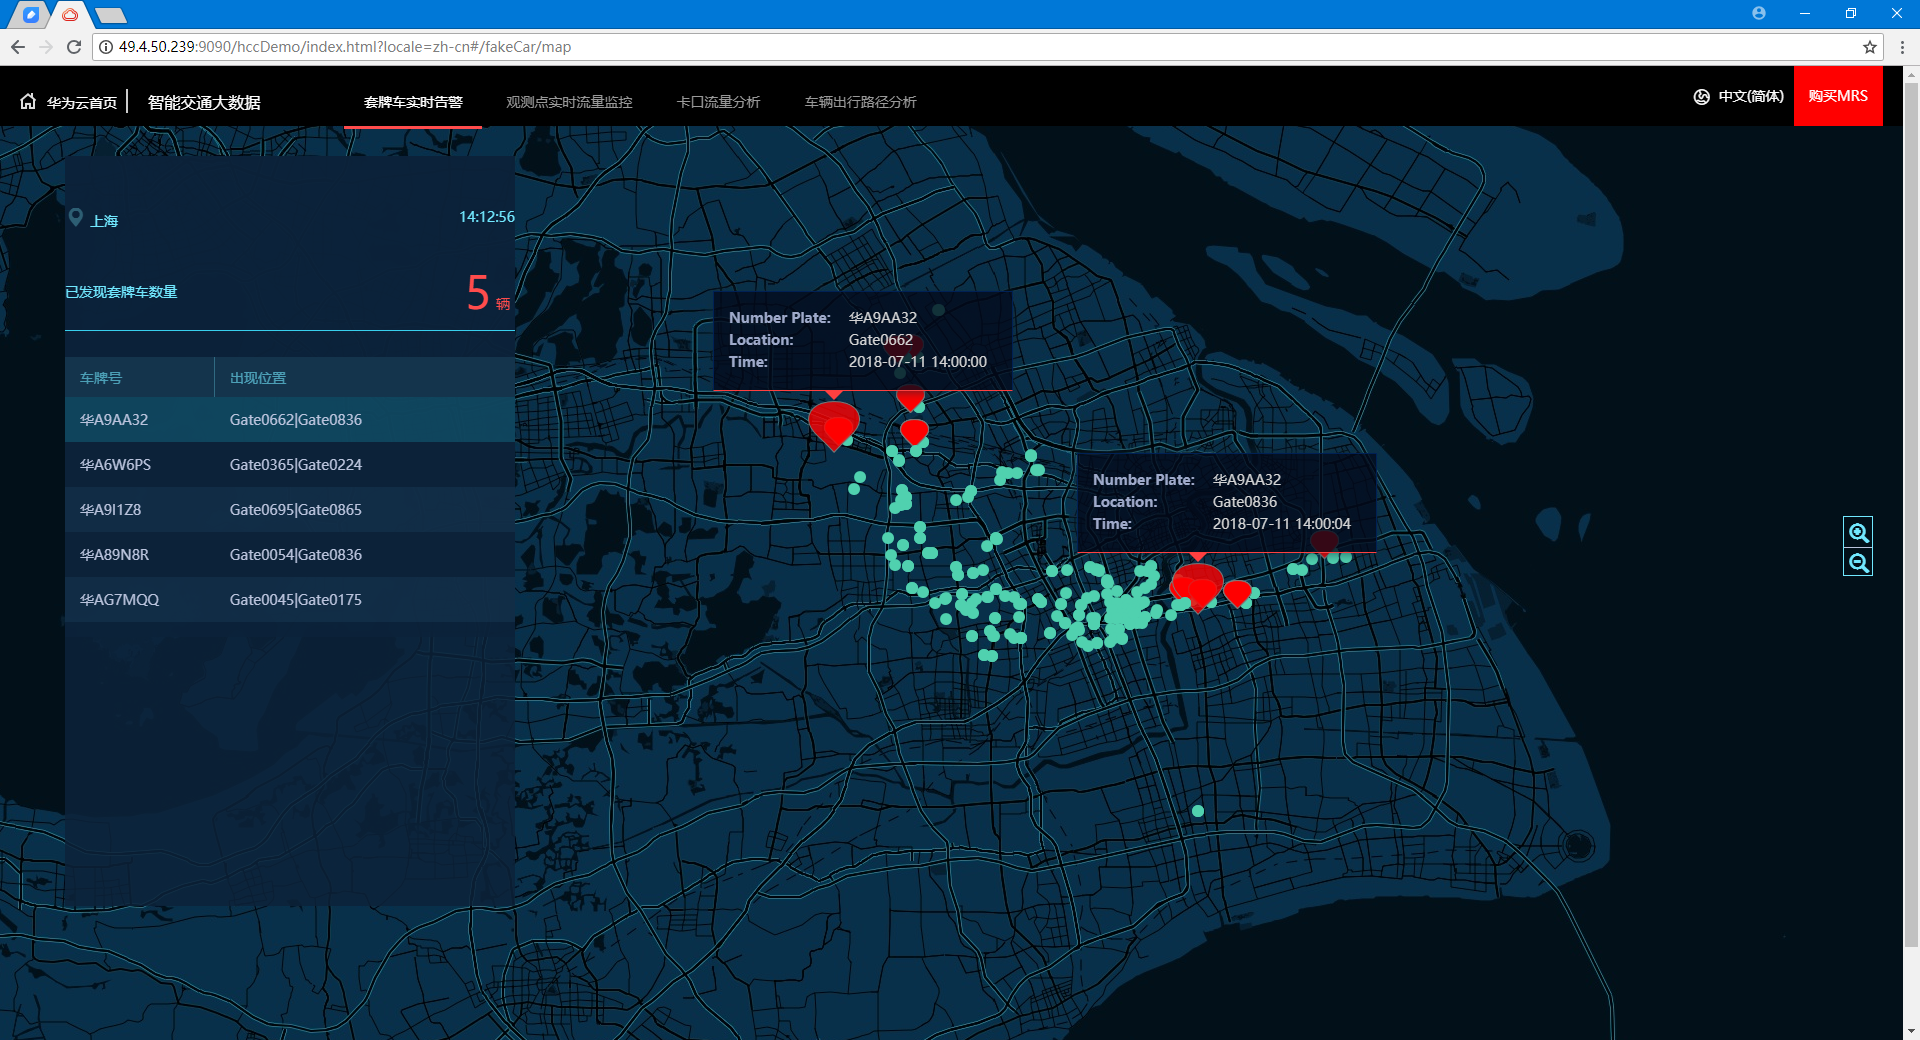 49.4.50.239:9090/hccDemo/index.html?locale=zh-cn#/fakeCar/map
华为云首页 智能交通大数据 套牌车实时告警 观测点实时流量监控 卡口流量分析 车辆出行路径分析 中文(简体) 购买MRS
上海 14:12:56
已发现套牌车数量 5 辆
车牌号 出现位置
华A9AA32 Gate0662|Gate0836
华A6W6PS Gate0365|Gate0224
华A9I1Z8 Gate0695|Gate0865
华A89N8R Gate0054|Gate0836
华AG7MQQ Gate0045|Gate0175
Number Plate: 华A9AA32
Location: Gate0662
Time: 2018-07-11 14:00:00
Number Plate: 华A9AA32
Location: Gate0836
Time: 2018-07-11 14:00:04